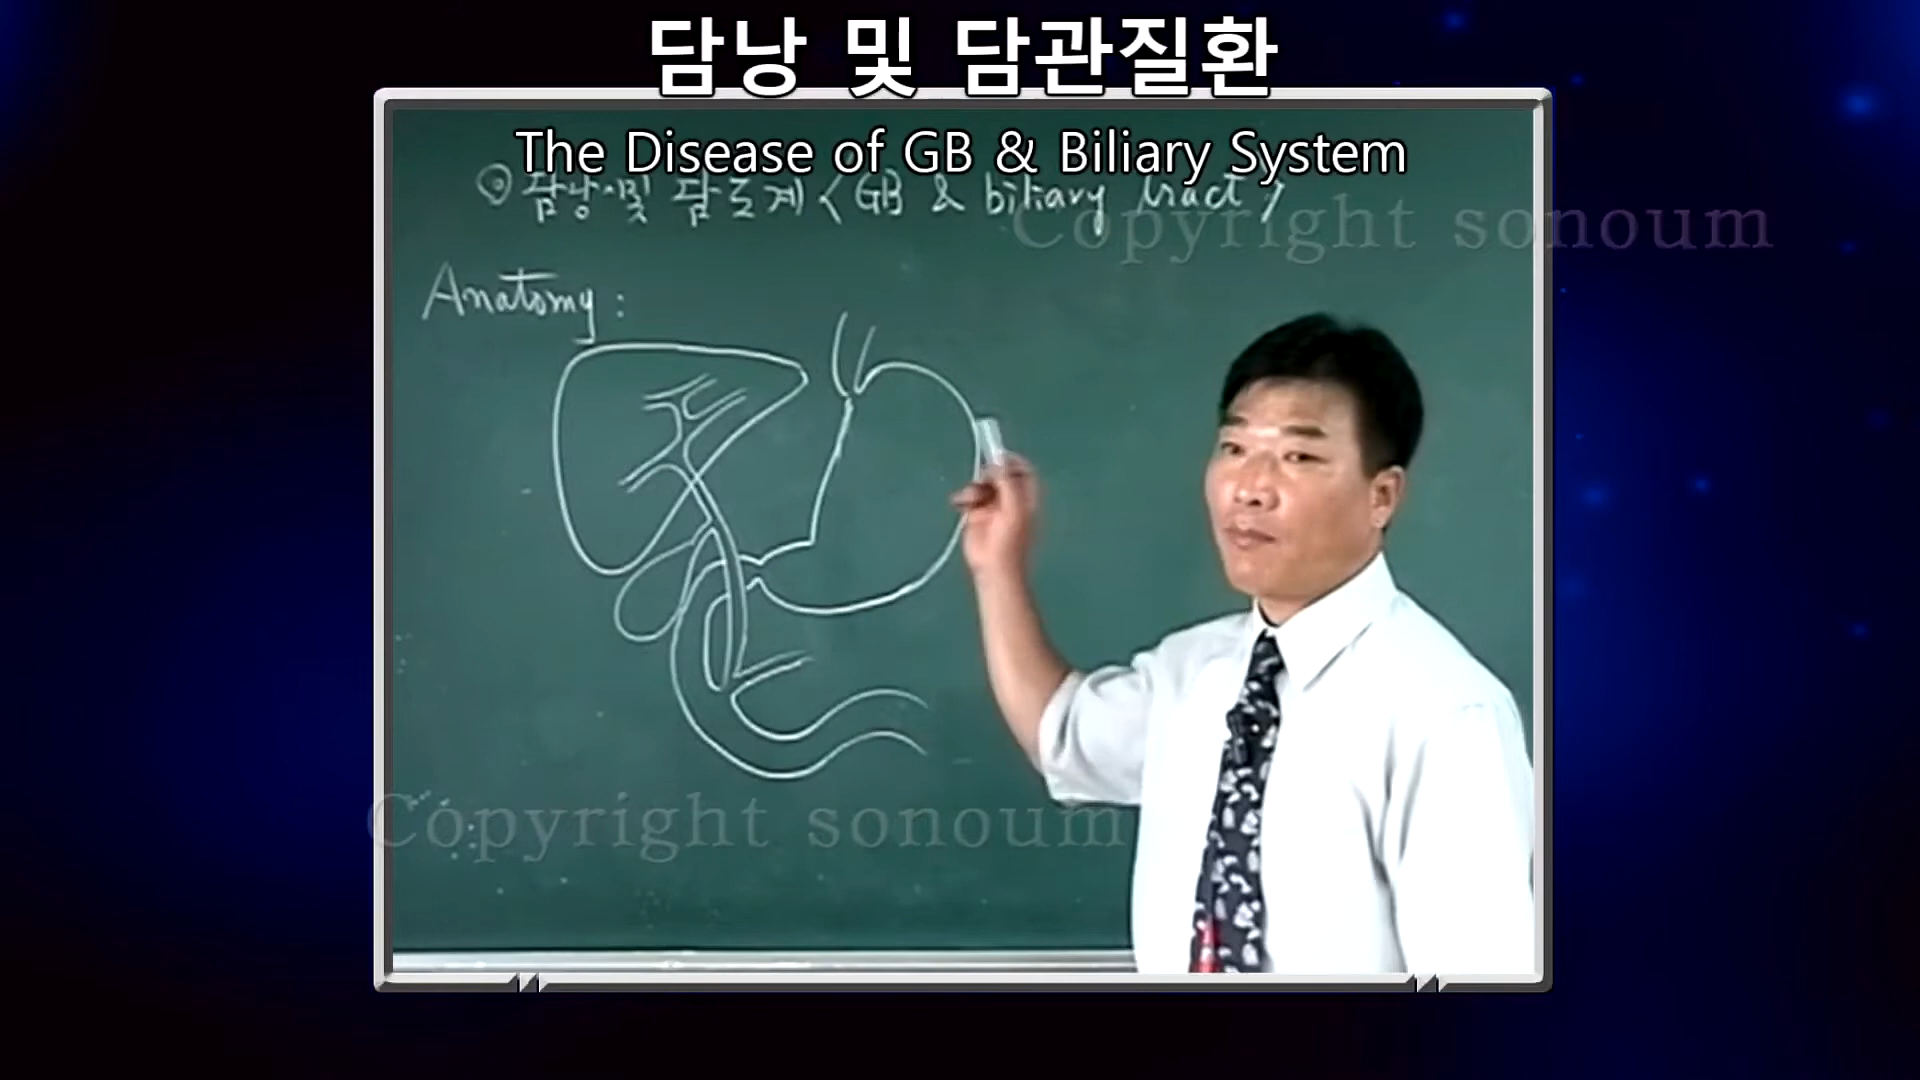 담낭 및 담관질환
The Disease of GB & Biliary System
◎ 담낭 및 담도계 < GB & biliary tract >
Copyright sonoum
Anatomy :
Copyright sonoum